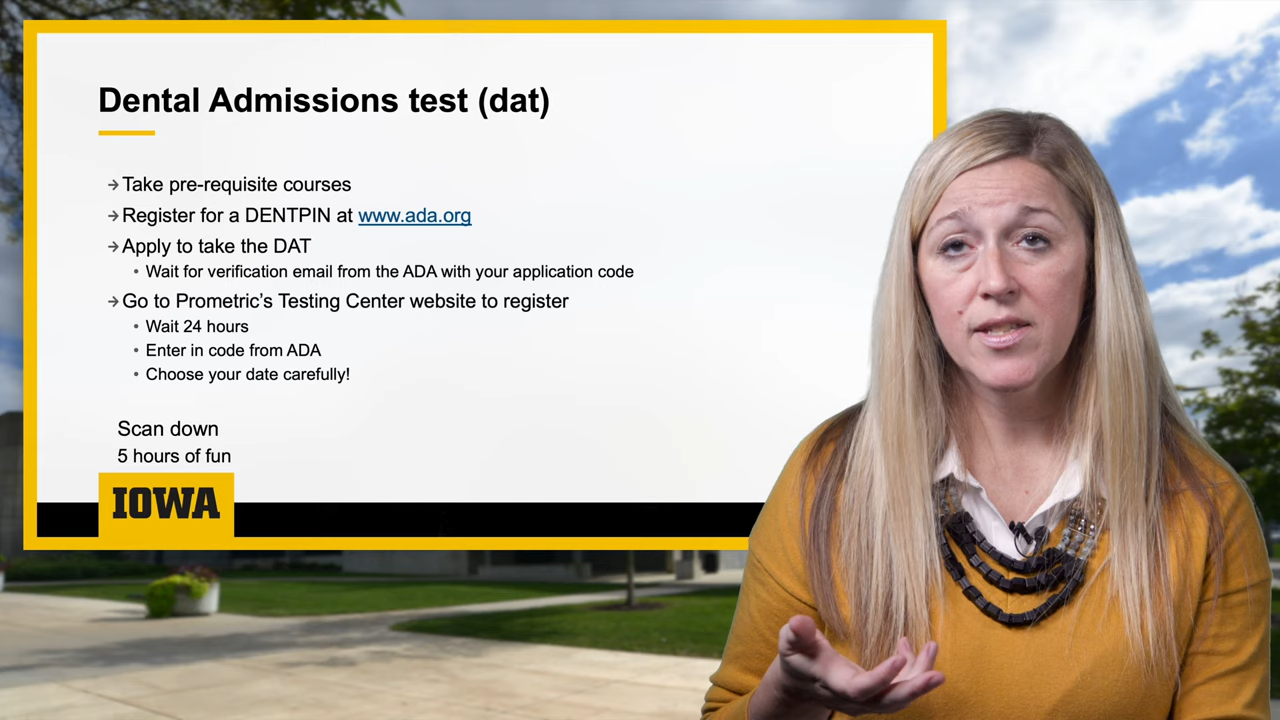 Dental Admissions test (dat)
→Take pre-requisite courses
→Register for a DENTPIN at www.ada.org
→Apply to take the DAT
• Wait for verification email from the ADA with your application code
→Go to Prometric's Testing Center website to register
• Wait 24 hours
• Enter in code from ADA
• Choose your date carefully!
Scan down
5 hours of fun
IOWA